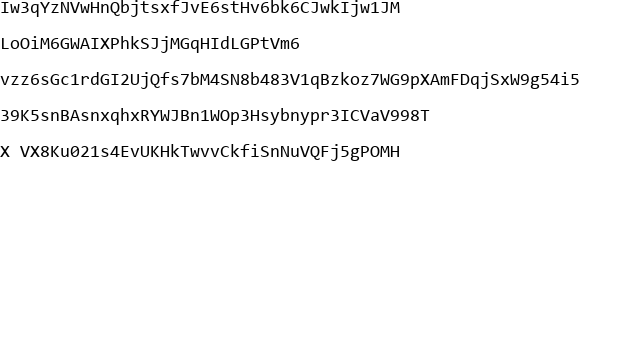 Iw3qYzNVwHnQbjtsxfJvE6stHv6bk6CJwkIjw1JM
LoOiM6GWAIXPhkSJjMGqHIdLGPtVm6
vzz6sGc1rdGI2UjQfs7bM4SN8b483V1qBzkoz7WG9pXAmFDqjSxW9g54i5
39K5snBAsnxqhxRYWJBn1WOp3Hsybnypr3ICVaV998T
X VX8Ku021s4EvUKHkTwvvCkfiSnNuVQFj5gPOMH